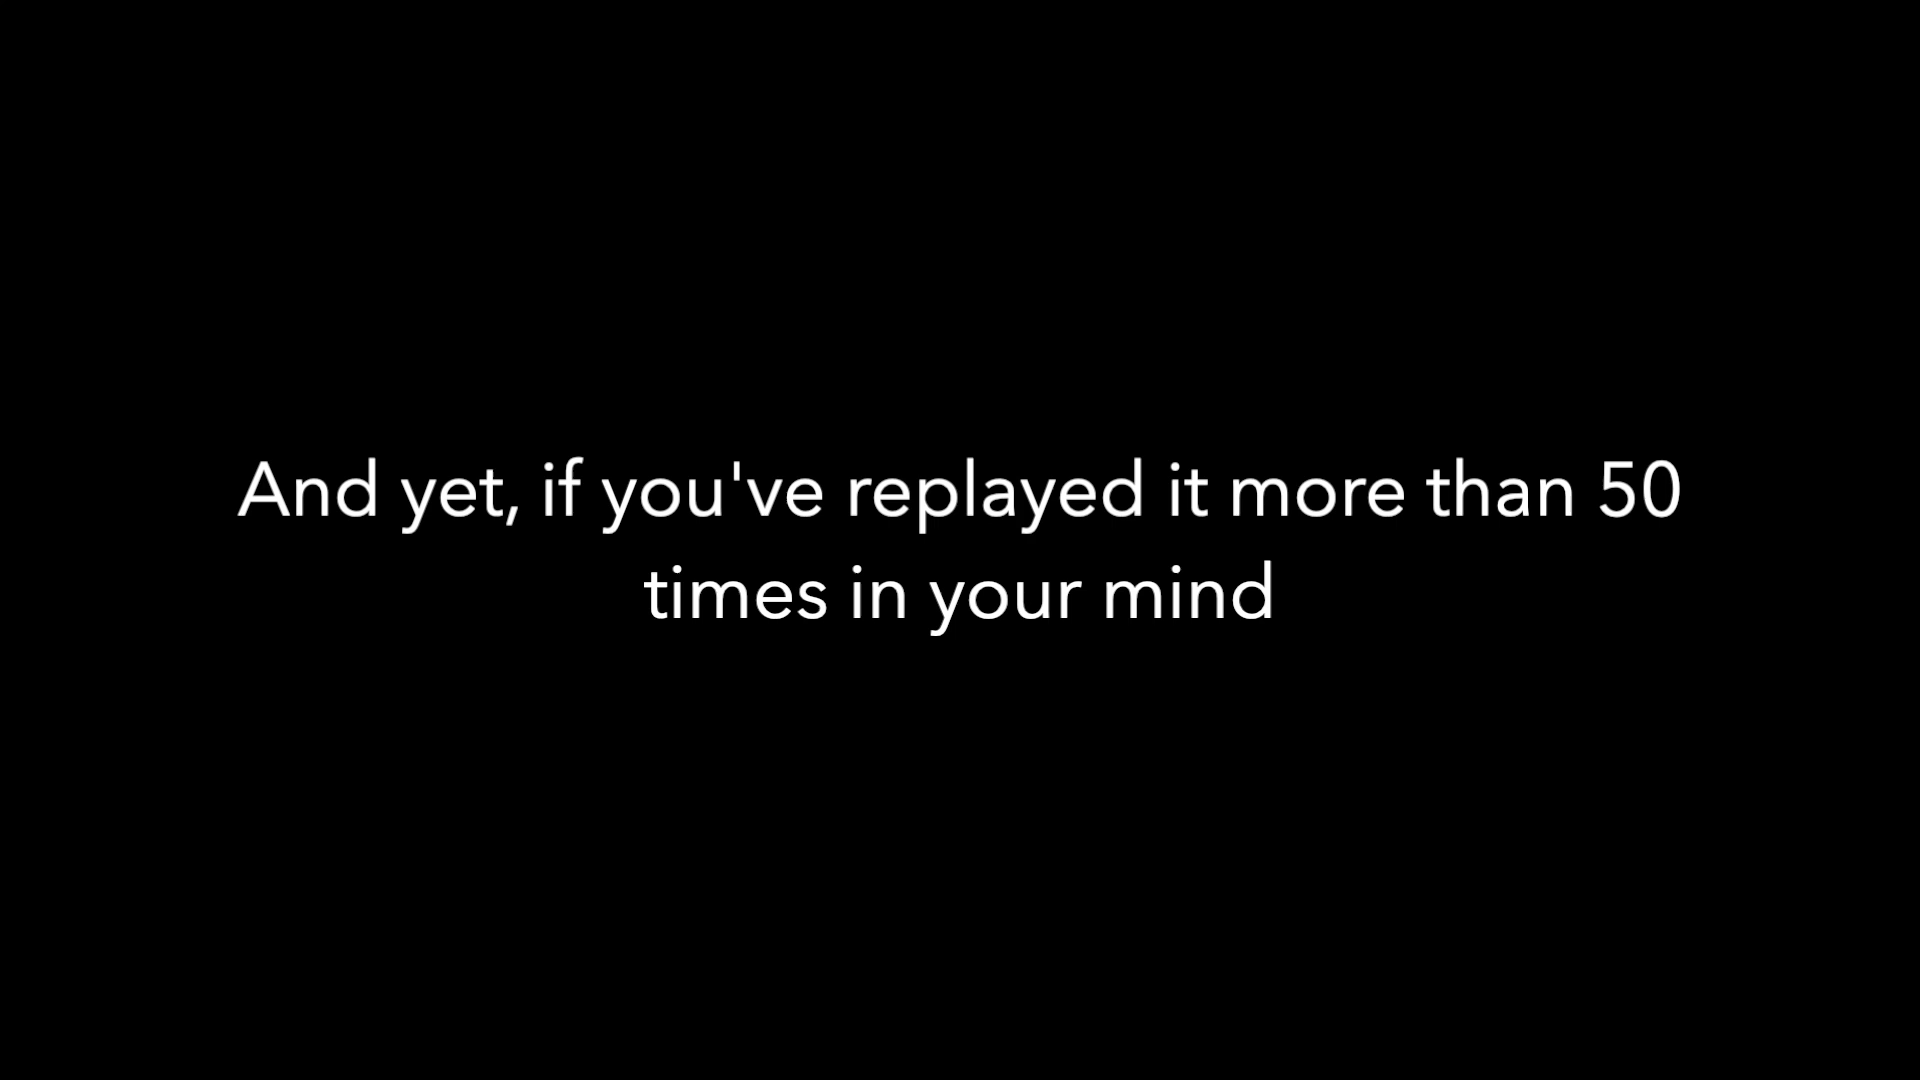 And yet, if you've replayed it more than 50
times in your mind